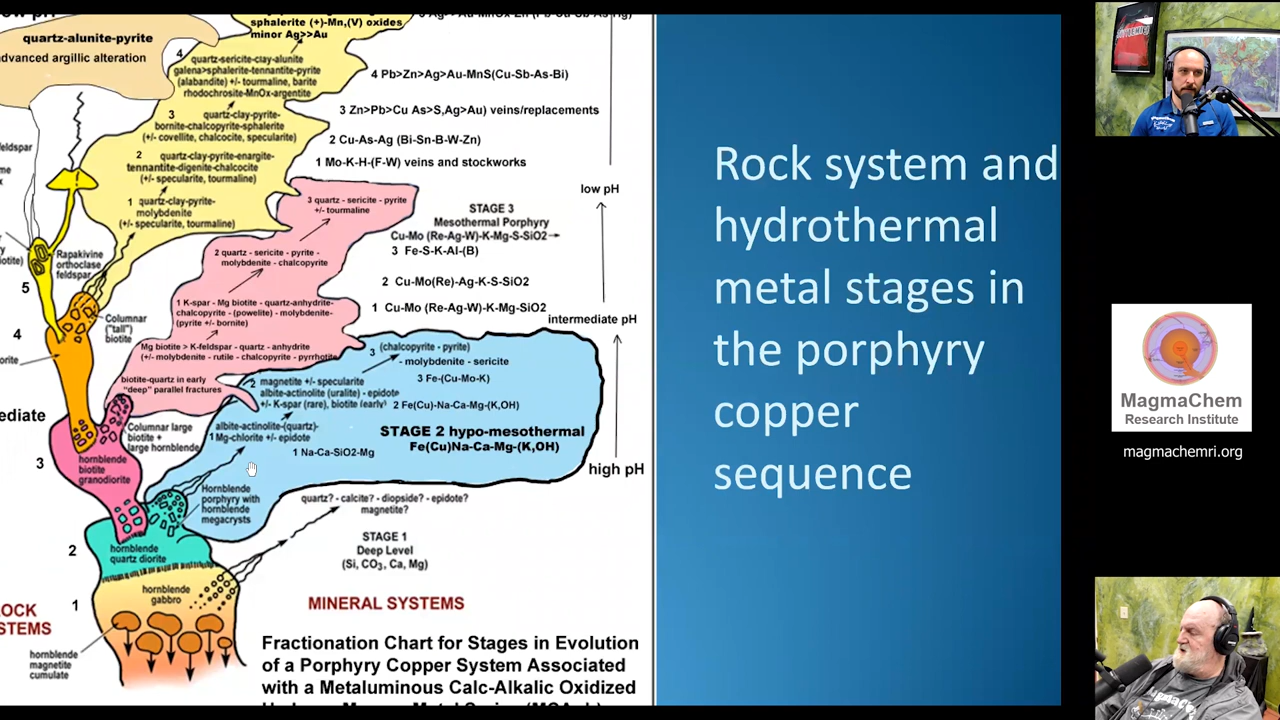 sphalerite (+)-Mn,(V) oxides
minor Ag>>Au
quartz-alunite-pyrite
advanced argillic alteration
4
quartz-sericite-clay-alunite
galena>sphalerite-tennantite-pyrite
(alabandite) +/- tourmaline, barite
rhodochrosite-MnOx-argentite
4 Pb>Zn>Ag>Au-MnS(Cu-Sb-As-Bi)
3
quartz-clay-pyrite-
bornite-chalcopyrite-sphalerite
(+/- covellite, chalcocite, specularite)
3 Zn>Pb>Cu As>S,Ag>Au) veins/replacements
2
quartz-clay-pyrite-enargite-
tennantite-digenite-chalcocite
(+/- specularite, tourmaline)
2 Cu-As-Ag (Bi-Sn-B-W-Zn)
1 Mo-K-H-(F-W) veins and stockworks
1 quartz-clay-pyrite-
molybdenite
(+/- specularite, tourmaline)
low pH
3 quartz - sericite - pyrite
+/- tourmaline
STAGE 3
Mesothermal Porphyry
Cu-Mo (Re-Ag-W)-K-Mg-S-SiO2
3 Fe-S-K-Al-(B)
2 quartz - sericite - pyrite -
molybdenite - chalcopyrite
2 Cu-Mo(Re)-Ag-K-S-SiO2
Rapakivine
orthoclase
feldspar
5
1 K-spar - Mg biotite - quartz-anhydrite-
chalcopyrite - (powelite) - molybdenite-
(pyrite +/- bornite)
1 Cu-Mo (Re-Ag-W)-K-Mg-SiO2
intermediate pH
Columnar
("tall")
biotite
4
Mg biotite > K-feldspar - quartz - anhydrite
(+/- molybdenite - rutile - chalcopyrite - pyrrhotite
3 (chalcopyrite - pyrite)
- molybdenite - sericite
biotite-quartz in early
"deep" parallel fractures
2 magnetite +/- specularite
albite-actinolite (uralite) - epidote
+/- K-spar (rare), biotite (early)
3 Fe-(Cu-Mo-K)
2 Fe(Cu)-Na-Ca-Mg-(K,OH)
Columnar large
biotite +
large hornblende
albite-actinolite-(quartz)-
1 Mg-chlorite +/- epidote
STAGE 2 hypo-mesothermal
Fe(Cu)Na-Ca-Mg-(K,OH)
1 Na-Ca-SiO2-Mg
high pH
3
hornblende
biotite
granodiorite
Hornblende
porphyry with
hornblende
megacrysts
quartz? - calcite? - diopside? - epidote?
magnetite?
STAGE 1
Deep Level
(Si, CO3, Ca, Mg)
2
hornblende
quartz diorite
1
hornblende
gabbro
MINERAL SYSTEMS
hornblende
magnetite
cumulate
Fractionation Chart for Stages in Evolution
of a Porphyry Copper System Associated
with a Metaluminous Calc-Alkalic Oxidized
Rock system and
hydrothermal
metal stages in
the porphyry
copper
sequence
MagmaChem
Research Institute
magmachemri.org